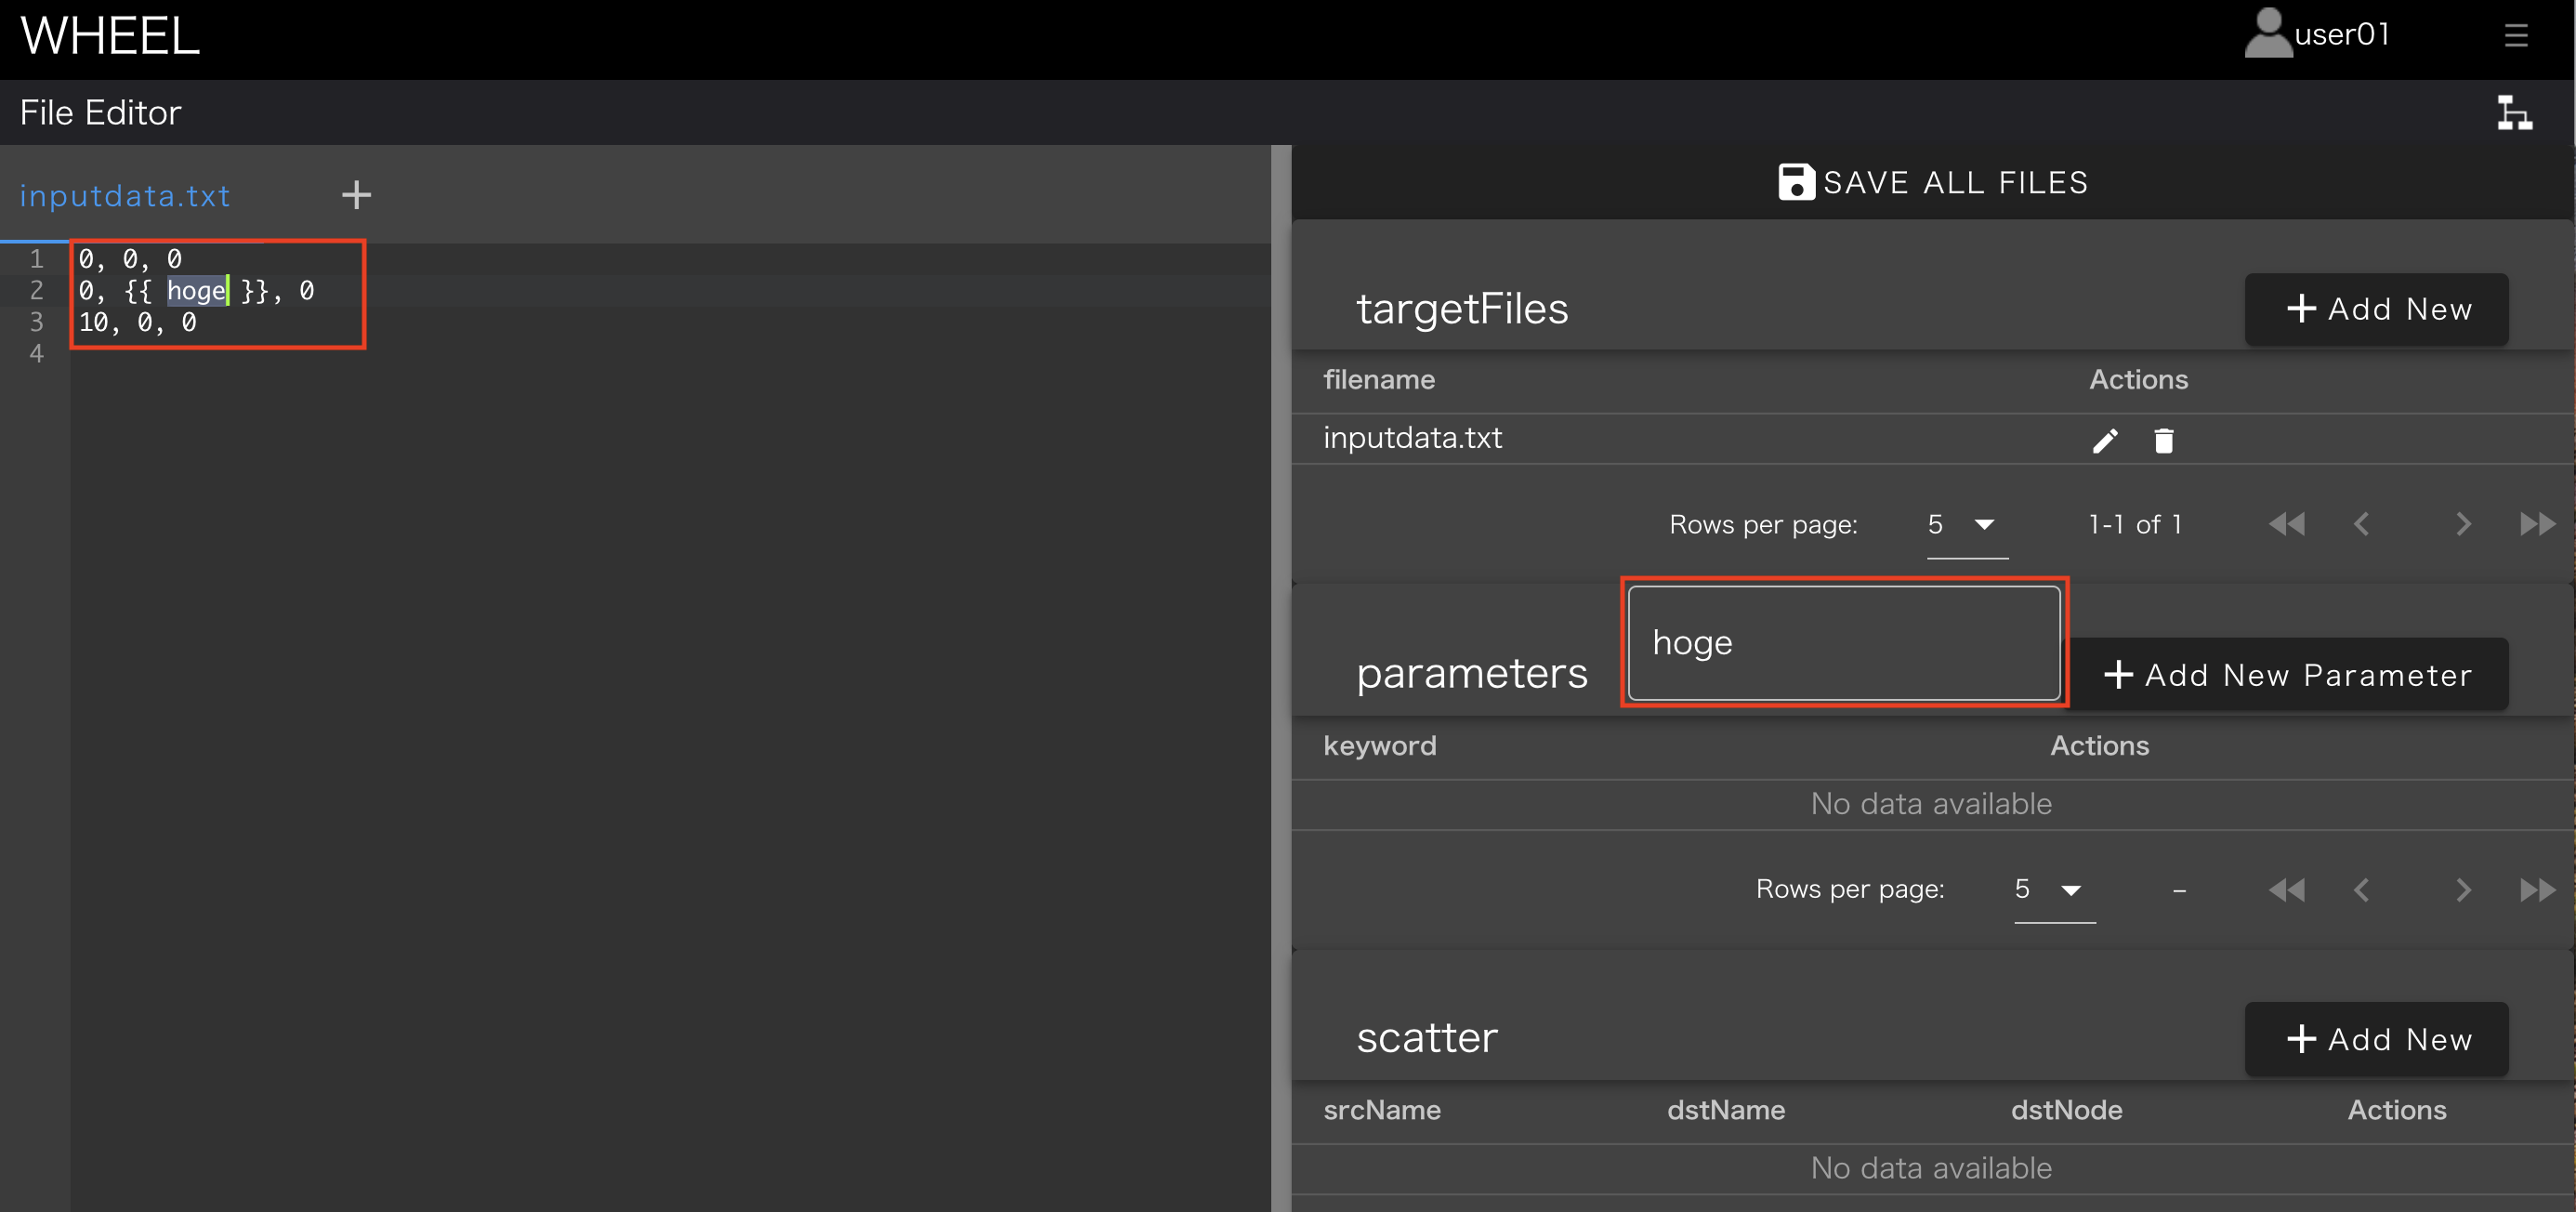 WHEEL
user01
File Editor
inputdata.txt
1 0, 0, 0
2 0, {{ hoge }}, 0
3 10, 0, 0
4
SAVE ALL FILES
targetFiles
Add New
filename Actions
inputdata.txt
Rows per page: 5 1-1 of 1
parameters
hoge
Add New Parameter
keyword Actions
No data available
Rows per page: 5 –
scatter
Add New
srcName dstName dstNode Actions
No data available